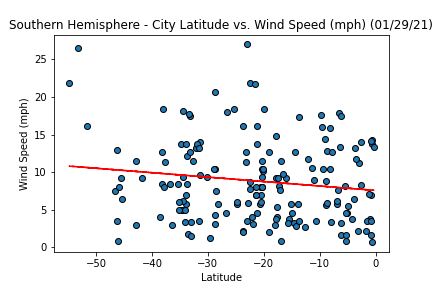 Southern Hemisphere - City Latitude vs. Wind Speed (mph) (01/29/21)
Wind Speed (mph)
25
20
15
10
5
0
−50 −40 −30 −20 −10 0
Latitude